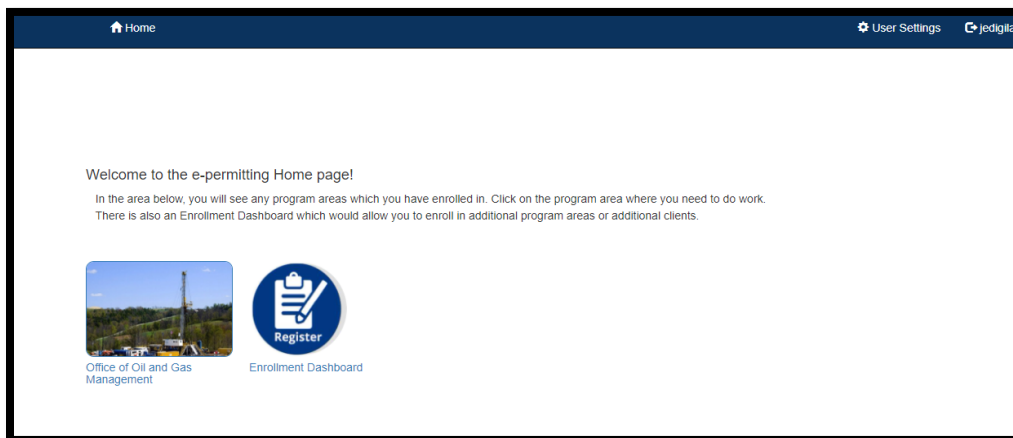 Home
User Settings
jedigila
Welcome to the e-permitting Home page!
In the area below, you will see any program areas which you have enrolled in. Click on the program area where you need to do work.
There is also an Enrollment Dashboard which would allow you to enroll in additional program areas or additional clients.
Register
Office of Oil and Gas
Management
Enrollment Dashboard